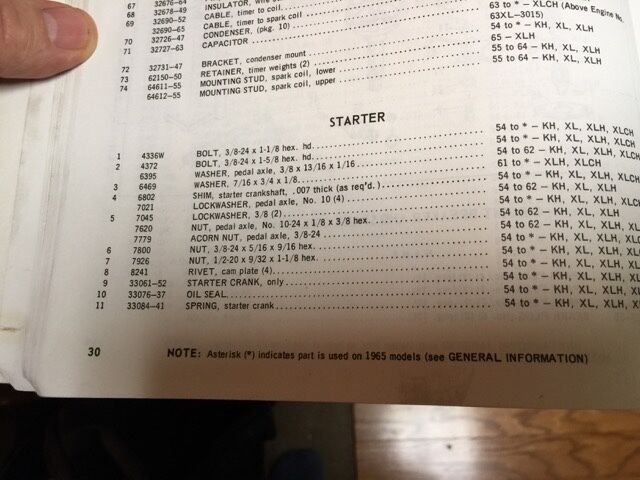 67 32676-64 INSULATOR, wire
68 32678-49 CABLE, timer to coil 63 to * – XLCH (Above Engine No.
69 32690-52 CABLE, timer to spark coil 63XL-3015)
32690-65 CONDENSER, (pkg. 10) 54 to * – KH, XL, XLH
70 32726-47 CAPACITOR 65 – XLH
71 32727-63
BRACKET, condenser mount 55 to 64 – KH, XL, XLH
72 32731-47 RETAINER, timer weights (2) 55 to 64 – KH, XL, XLH
73 62150-50 MOUNTING STUD, spark coil, lower
74 64611-55 MOUNTING STUD, spark coil, upper
64612-55
STARTER
1 4336W BOLT, 3/8-24 x 1-1/8 hex. hd. 54 to * – KH, XL, XLH, XLCH
2 4372 BOLT, 3/8-24 x 1-5/8 hex. hd. 54 to * – KH, XL, XLH, XLCH
6395 WASHER, pedal axle, 3/8 x 13/16 x 1/16 54 to 62 – KH, XL, XLH, XLCH
3 6469 WASHER, 7/16 x 3/4 x 1/8 61 to * – XLH, XLCH
4 6802 SHIM, starter crankshaft, .007 thick (as req'd.) 54 to * – KH, XL, XLH, XLCH
7021 LOCKWASHER, pedal axle, No. 10 (4) 54 to 62 – KH, XL, XLH
5 7045 LOCKWASHER, 3/8 (2) 54 to * – KH, XL, XLH, XLC
7620 NUT, pedal axle, No. 10-24 x 1/8 x 3/8 hex. 54 to 62 – KH, XL, XLH
7779 ACORN NUT, pedal axle, 3/8-24 54 to 62 – KH, XL, XLH
6 7800 NUT, 3/8-24 x 5/16 x 9/16 hex. 54 to * – KH, XL, XLH, XLC
7 7926 NUT, 1/2-20 x 9/32 x 1-1/8 hex. 54 to * – KH, XL, XLH, XL
8 8241 RIVET, cam plate (4) 54 to * – KH, XL, XLH, XL
9 33061-52 STARTER CRANK, only 54 to * – KH, XL, XLH, XL
10 33076-37 OIL SEAL 54 to * – KH, XL, XLH, X
11 33084-41 SPRING, starter crank 54 to * – KH, XL, XLH, X
30 NOTE: Asterisk (*) indicates part is used on 1965 models (see GENERAL INFORMATION)